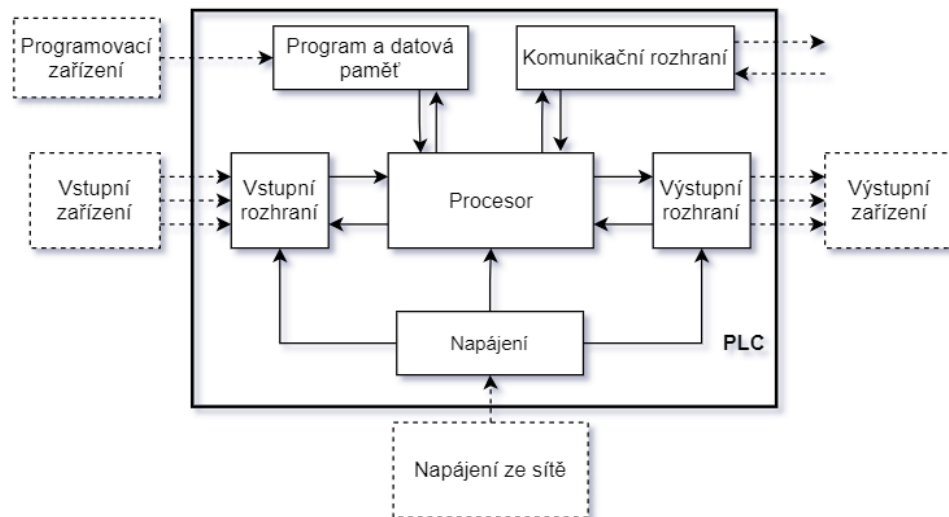 Programovací
zařízení
Program a datová
paměť
Komunikační rozhraní
Vstupní
zařízení
Vstupní
rozhraní
Procesor
Výstupní
rozhraní
Výstupní
zařízení
Napájení
PLC
Napájení ze sítě